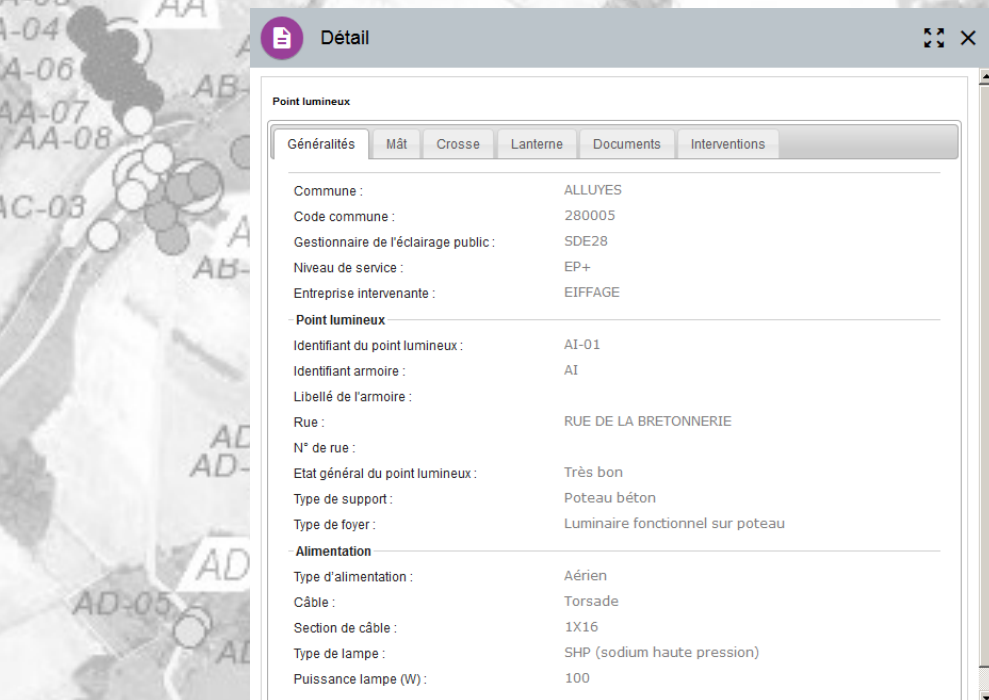 AA
A-04
A-06
AB-
AA-07
AA-08
AC-03
A
AB-
AD
AD-
AD
AD-05
AD
Détail
Point lumineux
Généralités Mât Crosse Lanterne Documents Interventions
Commune : ALLUYES
Code commune : 280005
Gestionnaire de l'éclairage public : SDE28
Niveau de service : EP+
Entreprise intervenante : EIFFAGE
Point lumineux
Identifiant du point lumineux : AI-01
Identifiant armoire : AI
Libellé de l'armoire :
Rue : RUE DE LA BRETONNERIE
N° de rue :
Etat général du point lumineux : Très bon
Type de support : Poteau béton
Type de foyer : Luminaire fonctionnel sur poteau
Alimentation
Type d'alimentation : Aérien
Câble : Torsade
Section de câble : 1X16
Type de lampe : SHP (sodium haute pression)
Puissance lampe (W) : 100